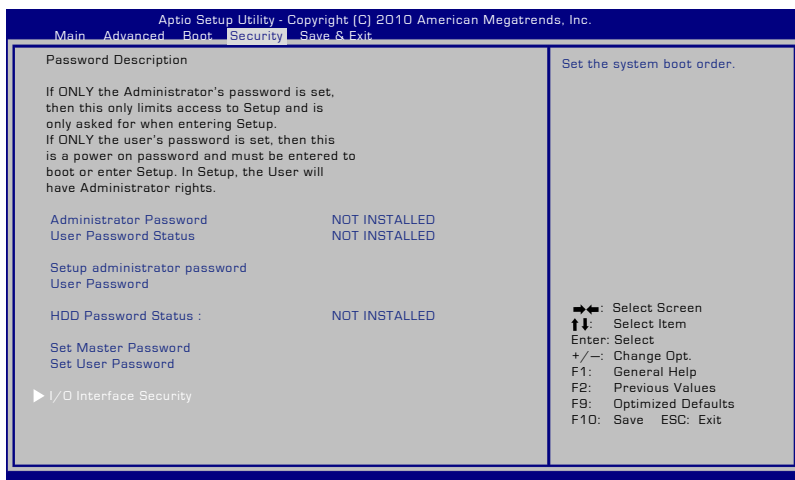 Aptio Setup Utility - Copyright (C) 2010 American Megatrends, Inc.
Main Advanced Boot Security Save & Exit
Password Description
If ONLY the Administrator's password is set,
then this only limits access to Setup and is
only asked for when entering Setup.
If ONLY the user's password is set, then this
is a power on password and must be entered to
boot or enter Setup. In Setup, the User will
have Administrator rights.
Administrator Password NOT INSTALLED
User Password Status NOT INSTALLED
Setup administrator password
User Password
HDD Password Status : NOT INSTALLED
Set Master Password
Set User Password
I/O Interface Security
Set the system boot order.
→←: Select Screen
↑↓: Select Item
Enter: Select
+/−: Change Opt.
F1: General Help
F2: Previous Values
F9: Optimized Defaults
F10: Save ESC: Exit